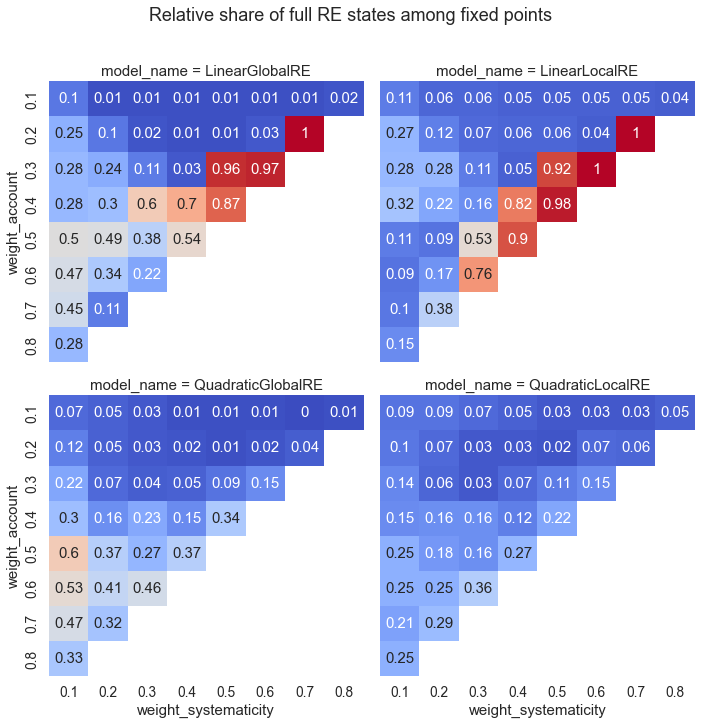 Relative share of full RE states among fixed points
model_name = LinearGlobalRE
0.1 0.1 0.01 0.01 0.01 0.01 0.01 0.01 0.02
0.2 0.25 0.1 0.02 0.01 0.01 0.03 1
0.3 0.28 0.24 0.11 0.03 0.96 0.97
0.4 0.28 0.3 0.6 0.7 0.87
0.5 0.5 0.49 0.38 0.54
0.6 0.47 0.34 0.22
0.7 0.45 0.11
0.8 0.28
weight_account
model_name = LinearLocalRE
0.11 0.06 0.06 0.05 0.05 0.05 0.05 0.04
0.27 0.12 0.07 0.06 0.06 0.04 1
0.28 0.28 0.11 0.05 0.92 1
0.32 0.22 0.16 0.82 0.98
0.11 0.09 0.53 0.9
0.09 0.17 0.76
0.1 0.38
0.15
model_name = QuadraticGlobalRE
0.1 0.07 0.05 0.03 0.01 0.01 0.01 0 0.01
0.2 0.12 0.05 0.03 0.02 0.01 0.02 0.04
0.3 0.22 0.07 0.04 0.05 0.09 0.15
0.4 0.3 0.16 0.23 0.15 0.34
0.5 0.6 0.37 0.27 0.37
0.6 0.53 0.41 0.46
0.7 0.47 0.32
0.8 0.33
weight_account
0.1 0.2 0.3 0.4 0.5 0.6 0.7 0.8
weight_systematicity
model_name = QuadraticLocalRE
0.09 0.09 0.07 0.05 0.03 0.03 0.03 0.05
0.1 0.07 0.03 0.03 0.02 0.07 0.06
0.14 0.06 0.03 0.07 0.11 0.15
0.15 0.16 0.16 0.12 0.22
0.25 0.18 0.16 0.27
0.25 0.25 0.36
0.21 0.29
0.25
0.1 0.2 0.3 0.4 0.5 0.6 0.7 0.8
weight_systematicity